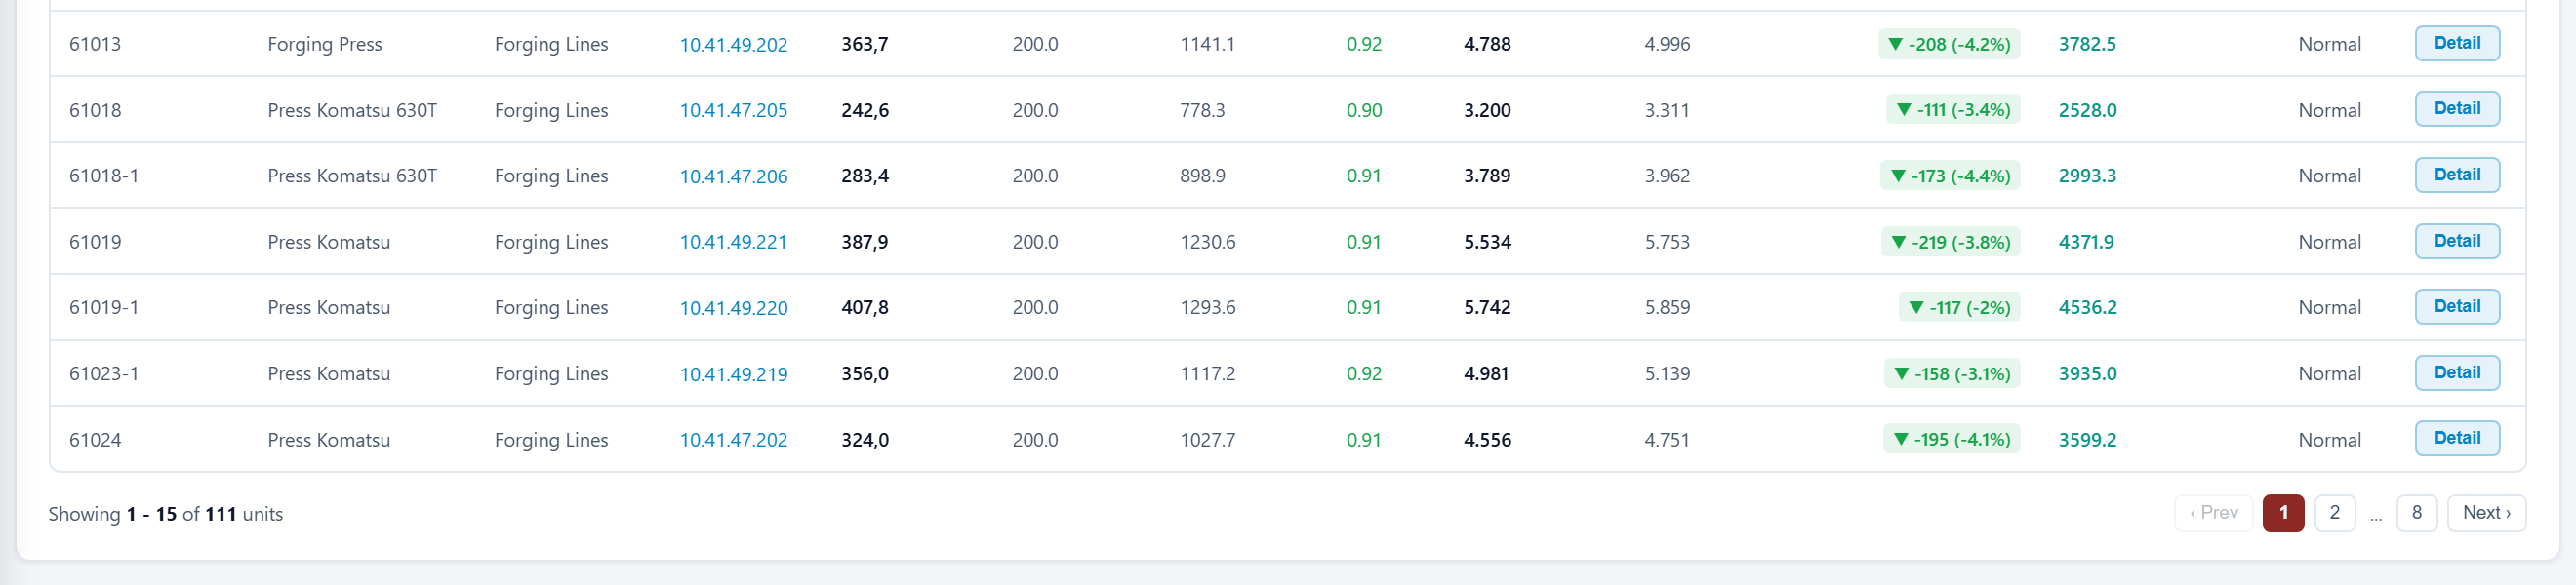 61013 Forging Press Forging Lines 10.41.49.202 363,7 200.0 1141.1 0.92 4.788 4.996 ▼ -208 (-4.2%) 3782.5 Normal Detail
61018 Press Komatsu 630T Forging Lines 10.41.47.205 242,6 200.0 778.3 0.90 3.200 3.311 ▼ -111 (-3.4%) 2528.0 Normal Detail
61018-1 Press Komatsu 630T Forging Lines 10.41.47.206 283,4 200.0 898.9 0.91 3.789 3.962 ▼ -173 (-4.4%) 2993.3 Normal Detail
61019 Press Komatsu Forging Lines 10.41.49.221 387,9 200.0 1230.6 0.91 5.534 5.753 ▼ -219 (-3.8%) 4371.9 Normal Detail
61019-1 Press Komatsu Forging Lines 10.41.49.220 407,8 200.0 1293.6 0.91 5.742 5.859 ▼ -117 (-2%) 4536.2 Normal Detail
61023-1 Press Komatsu Forging Lines 10.41.49.219 356,0 200.0 1117.2 0.92 4.981 5.139 ▼ -158 (-3.1%) 3935.0 Normal Detail
61024 Press Komatsu Forging Lines 10.41.47.202 324,0 200.0 1027.7 0.91 4.556 4.751 ▼ -195 (-4.1%) 3599.2 Normal Detail
Showing 1 - 15 of 111 units ‹ Prev 1 2 ... 8 Next ›